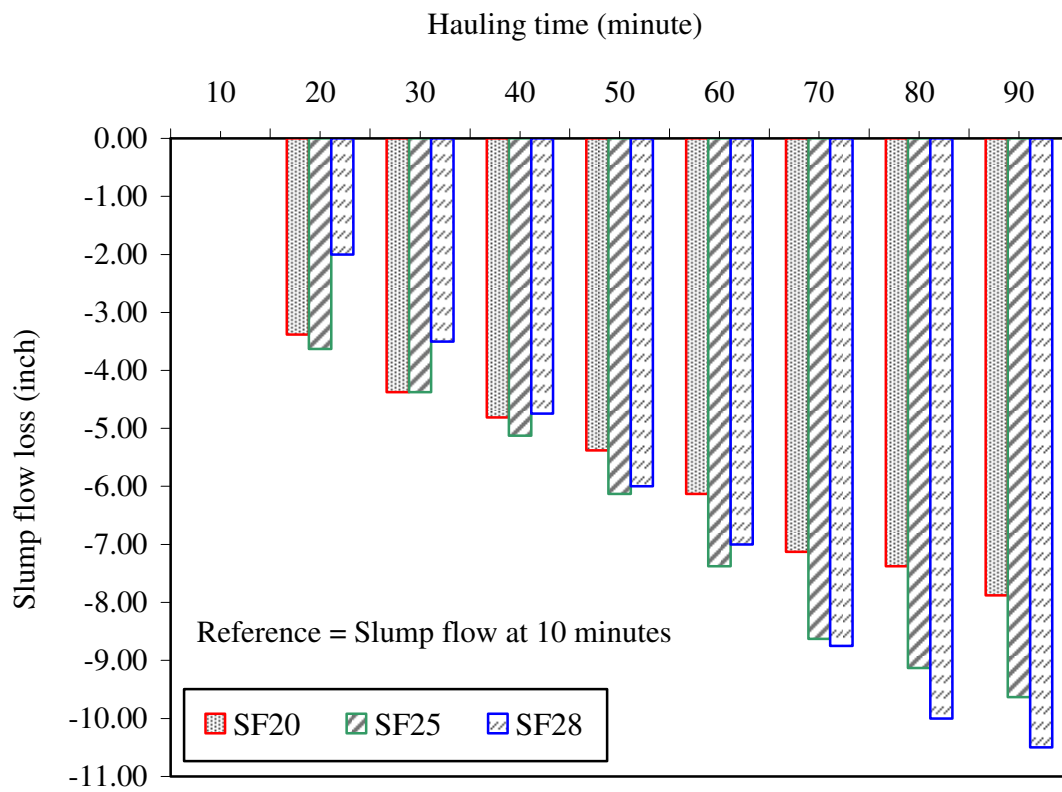 Hauling time (minute)
10 20 30 40 50 60 70 80 90
0.00
-1.00
-2.00
-3.00
-4.00
-5.00
-6.00
-7.00
-8.00
-9.00
-10.00
-11.00
Slump flow loss (inch)
Reference = Slump flow at 10 minutes
SF20 SF25 SF28